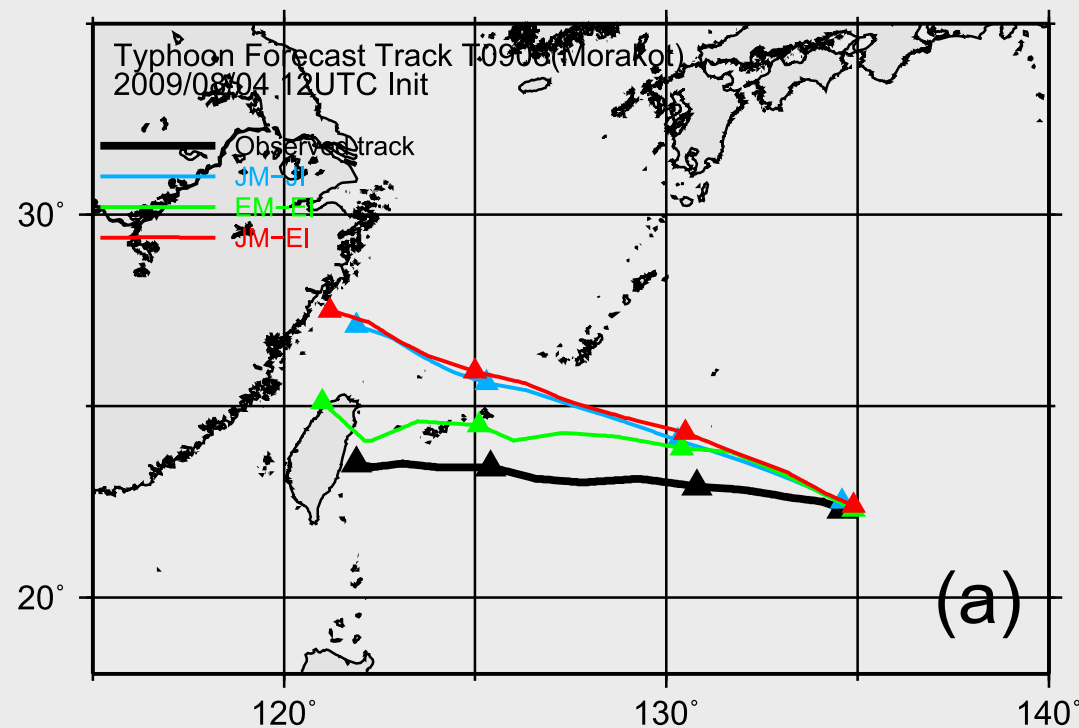 Typhoon Forecast Track T0908(Morakot)
2009/08/04 12UTC Init
Observed track
JM-JI
EM-EI
JM-EI
30°
20°
(a)
120°
130°
140°